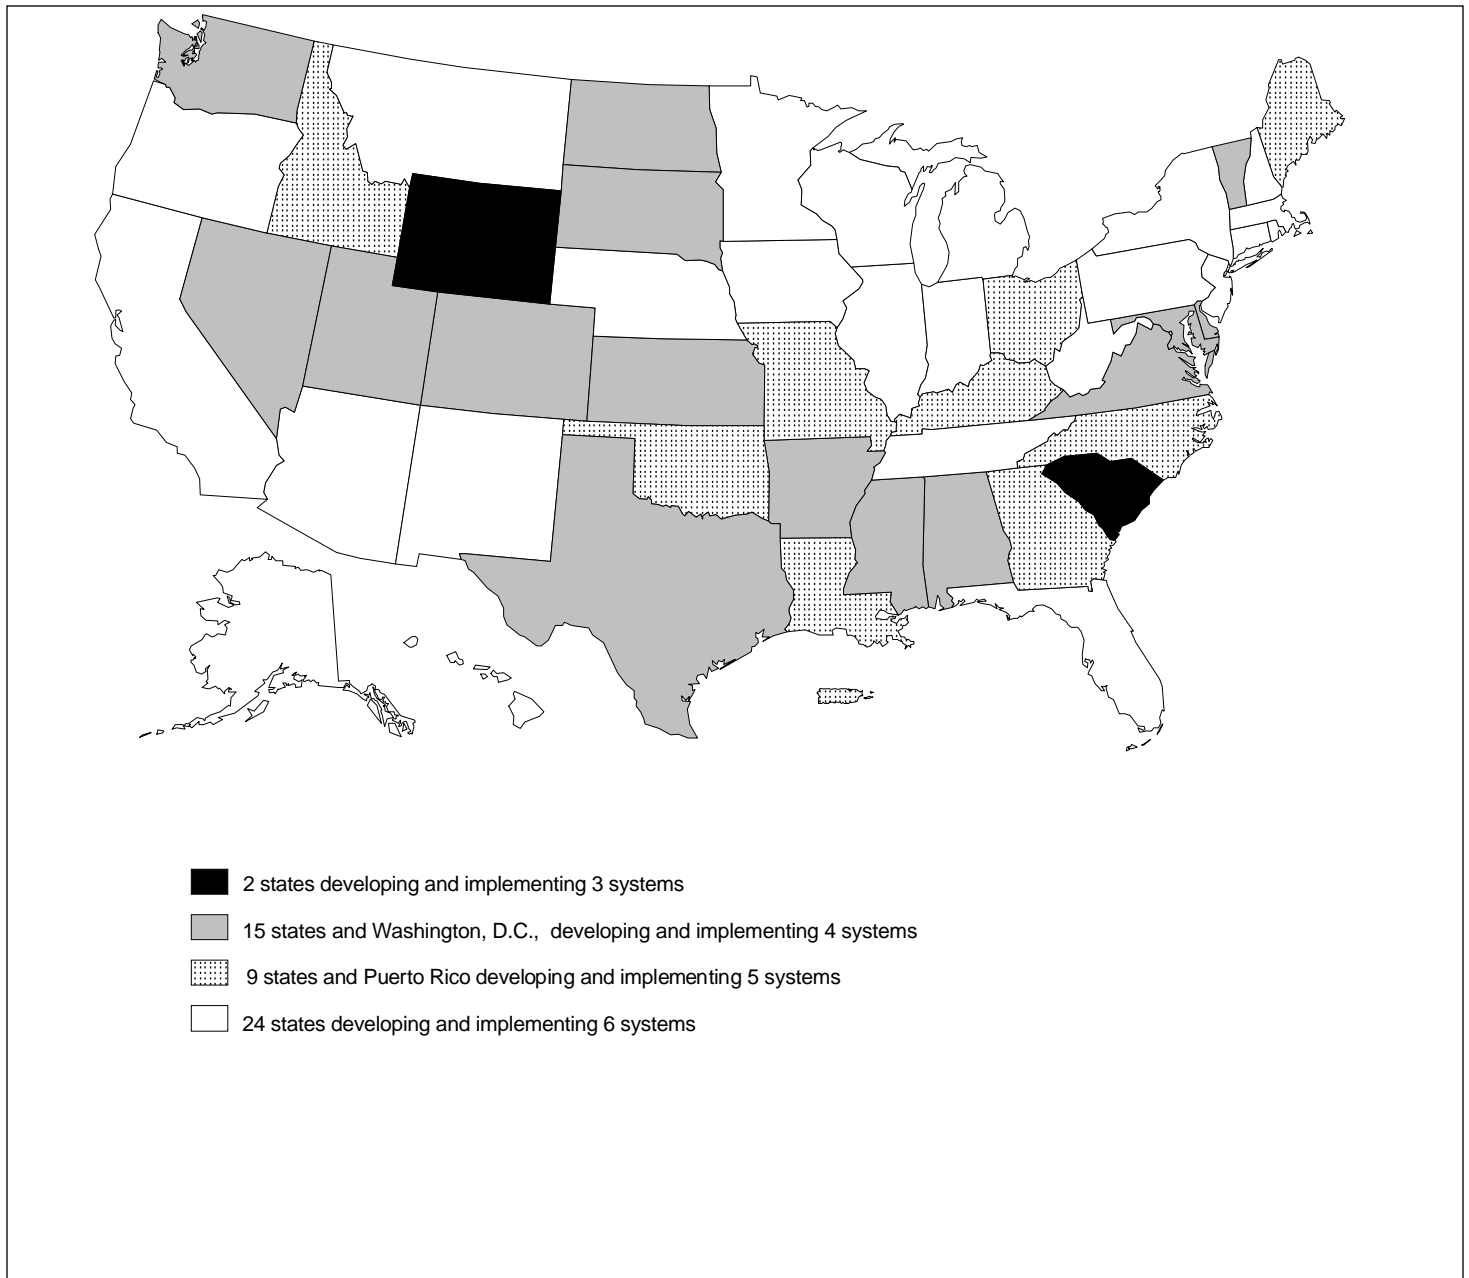 2 states developing and implementing 3 systems
15 states and Washington, D.C.,  developing and implementing 4 systems
9 states and Puerto Rico developing and implementing 5 systems
24 states developing and implementing 6 systems